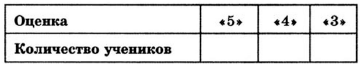 Оценка «5» «4» «3»
Количество учеников